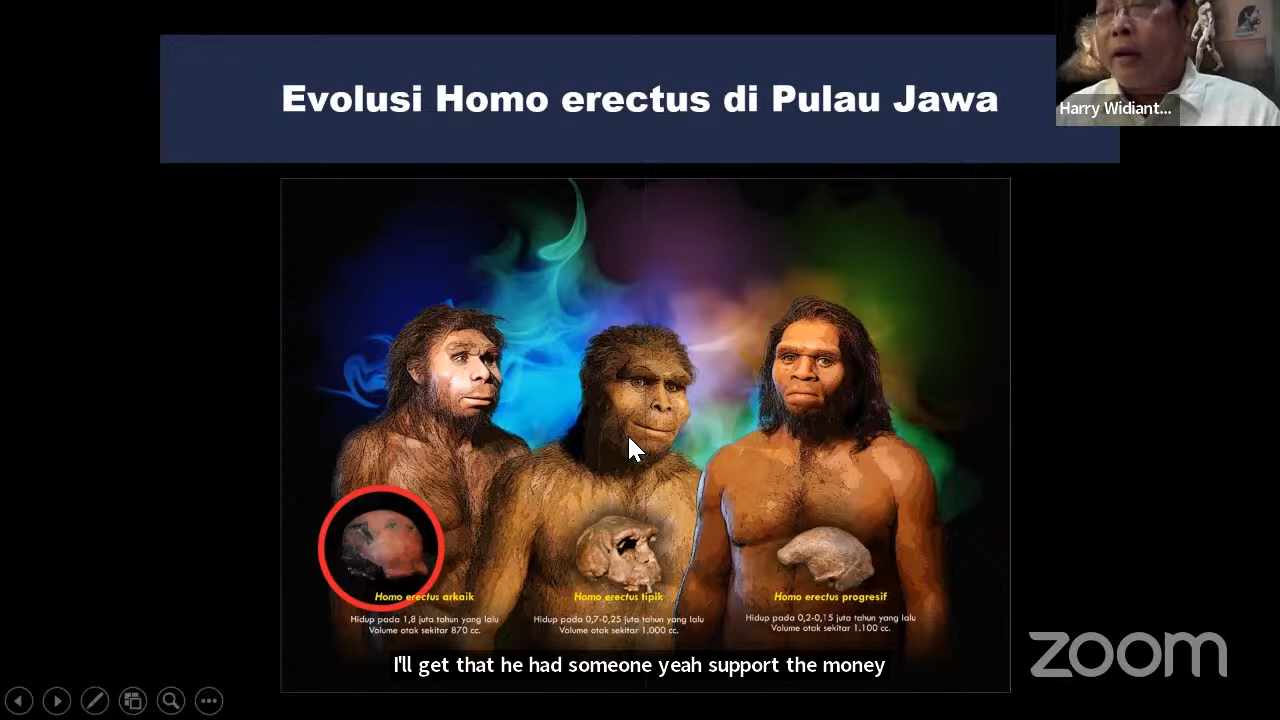 Evolusi Homo erectus di Pulau Jawa
Harry Widiant...
Homo erectus arkaik
Hidup pada 1,8 juta tahun yang lalu
Volume otak sekitar 870 cc.
Homo erectus tipik
Hidup pada 0,7-0,25 juta tahun yang lalu
Volume otak sekitar 1,000 cc.
Homo erectus progresif
Hidup pada 0,2-0,15 juta tahun yang lalu
Volume otak sekitar 1,100 cc.
I'll get that he had someone yeah support the money
zoom